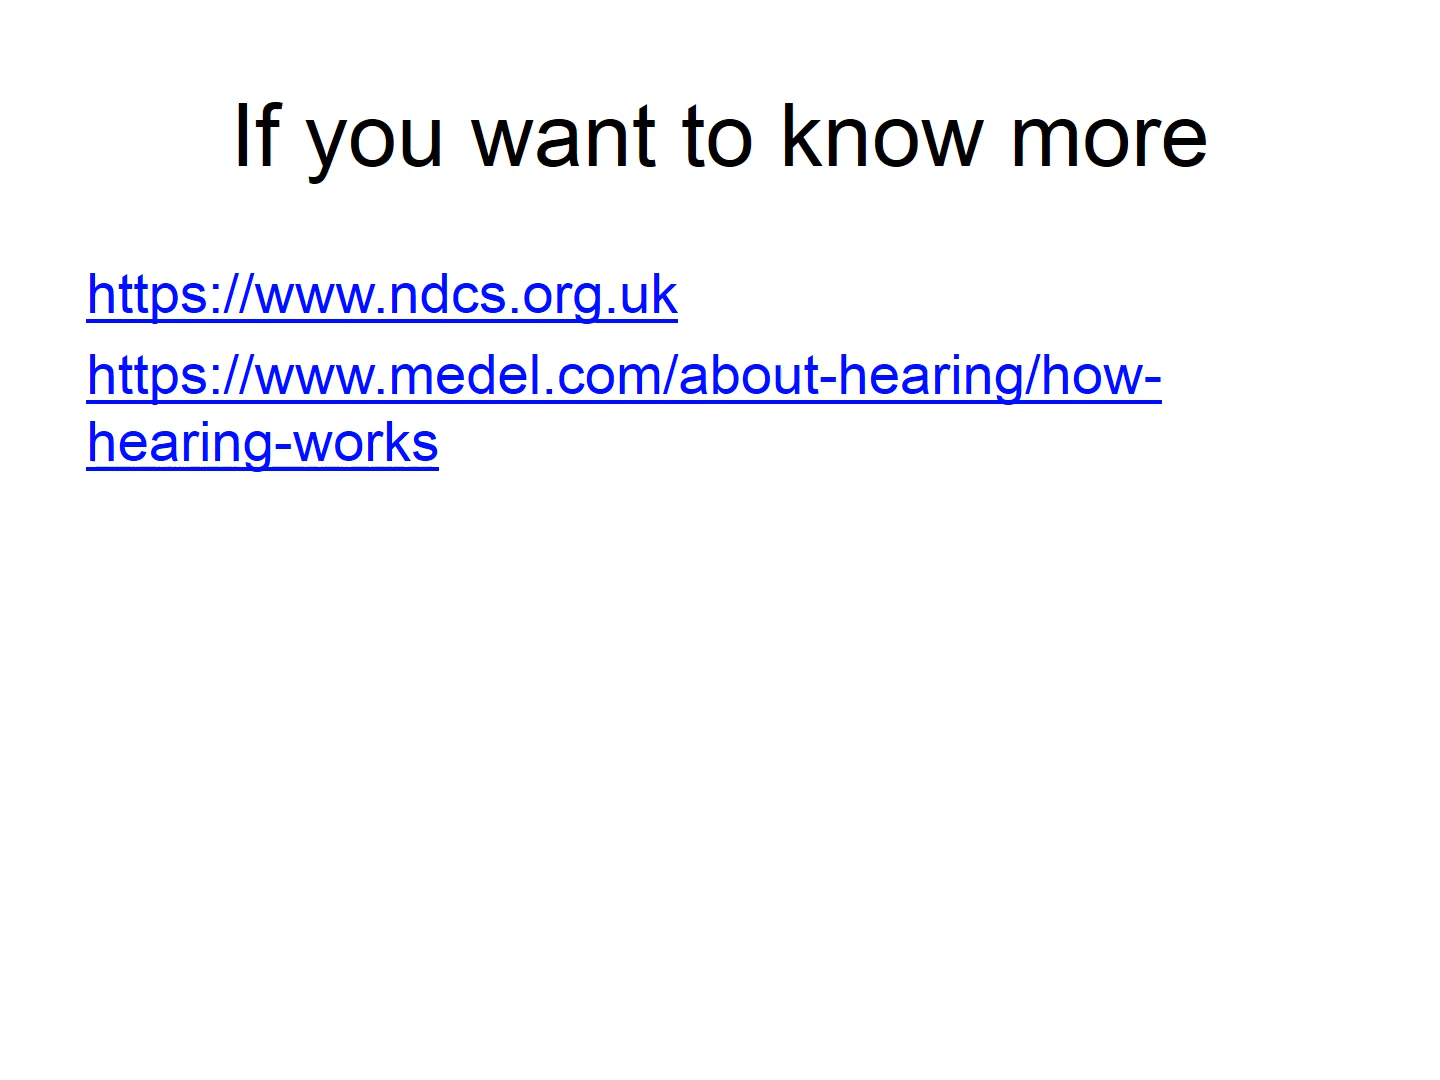 If you want to know more
https://www.ndcs.org.uk
https://www.medel.com/about-hearing/how-
hearing-works